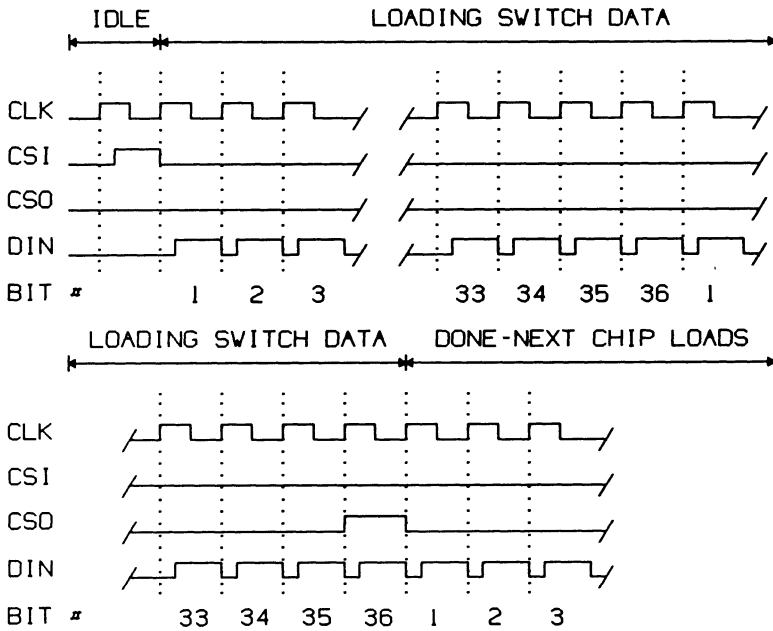 IDLE LOADING SWITCH DATA
CLK
CSI
CSO
DIN
BIT # 1 2 3 33 34 35 36 1
LOADING SWITCH DATA DONE-NEXT CHIP LOADS
CLK
CSI
CSO
DIN
BIT # 33 34 35 36 1 2 3